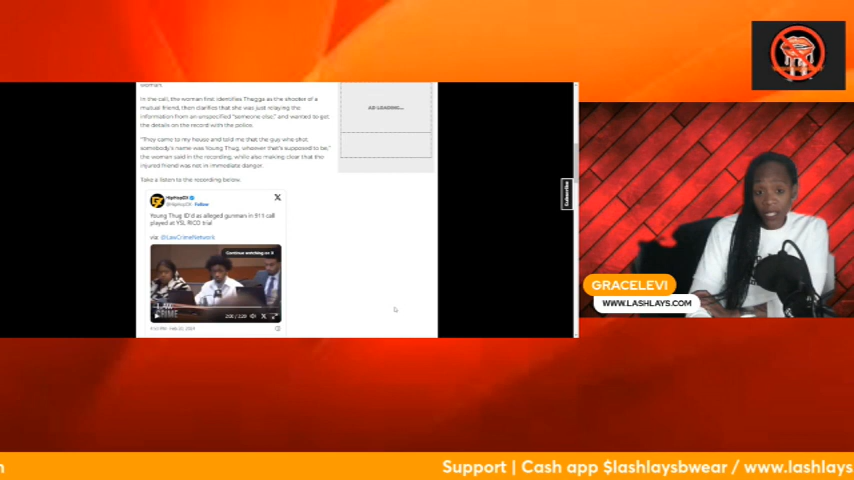 woman.
In the call, the woman first identifies Thagga as the shooter of a
mutual friend, then clarifies that she was just relaying the
information from an unspecified "someone else," and wanted to get
the details on the record with the police.
"They came to my house and told me that the guy who shot,
somebody's name was Young Thug, whoever that's supposed to be,"
the woman said in the recording, while also making clear that the
injured friend was not in immediate danger.
Take a listen to the recording below.
AD LOADING...
HipHopDX
@HipHopDX · Follow
Young Thug ID'd as alleged gunman in 911 call
played at YSL RICO trial
via @LawCrimeNetwork
Continue watching on X
LAW
CRIME
Subscribe
GRACELEVI
WWW.LASHLAYS.COM
Support | Cash app $lashlaysbwear / www.lashlays